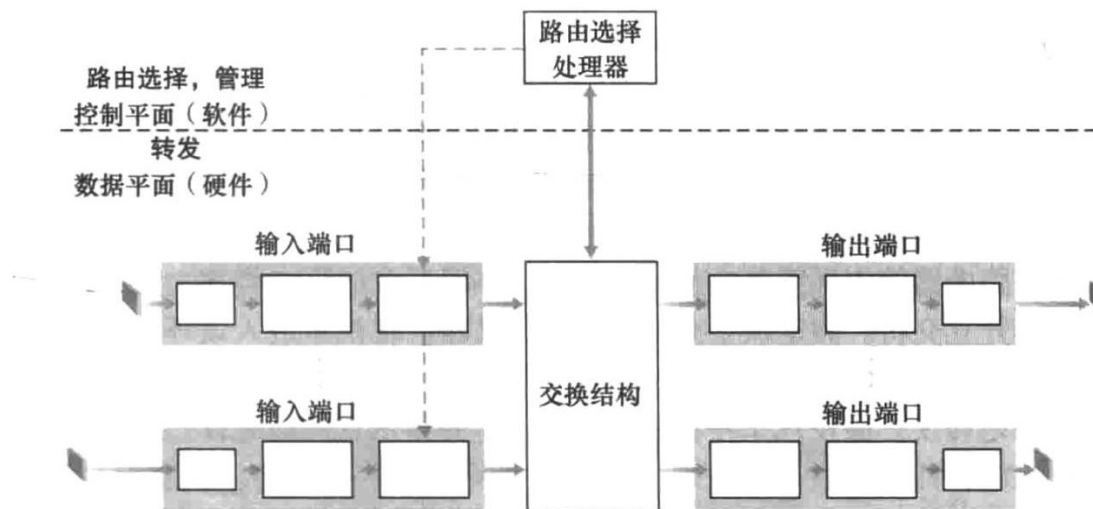 路由选择
处理器
路由选择，管理
控制平面（软件）
转发
数据平面（硬件）
输入端口
输出端口
交换结构
输入端口
输出端口